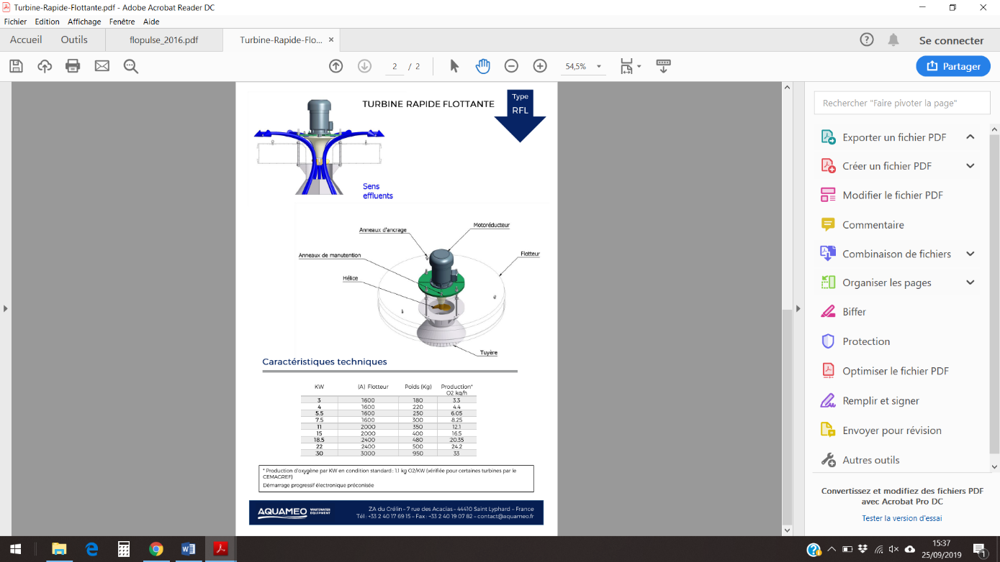 Turbine-Rapide-Flottante.pdf - Adobe Acrobat Reader DC
Fichier Edition Affichage Fenêtre Aide
Accueil Outils flopulse_2016.pdf Turbine-Rapide-Flo... × Se connecter
2 / 2 54,5% Partager
TURBINE RAPIDE FLOTTANTE
Type
RFL
Sens
effluents
Motoréducteur
Anneaux d'ancrage
Flotteur
Anneaux de manutention
Hélice
Tuyère
Caractéristiques techniques
KW (A) Flotteur Poids (Kg) Production*
O2 kg/h
3 1600 180 3.3
4 1600 220 4.4
5.5 1600 250 6.05
7.5 1600 300 8.25
11 2000 350 12.1
15 2000 400 16.5
18.5 2400 480 20.35
22 2400 500 24.2
30 3000 950 33
* Production d'oxygène par KW en condition standard : 1.1 kg O2/KW (vérifiée pour certaines turbines par le
CEMAGREF)
Démarrage progressif électronique préconisée
AQUAMEO WASTEWATER
EQUIPMENT
ZA du Crélin – 7 rue des Acacias – 44410 Saint Lyphard – France
Tél : +33 2 40 17 69 15 – Fax : +33 2 40 19 07 82 – contact@aquameo.fr
Rechercher "Faire pivoter la page"
Exporter un fichier PDF
Créer un fichier PDF
Modifier le fichier PDF
Commentaire
Combinaison de fichiers
Organiser les pages
Biffer
Protection
Optimiser le fichier PDF
Remplir et signer
Envoyer pour révision
Autres outils
Convertissez et modifiez des fichiers PDF
avec Acrobat Pro DC
Tester la version d'essai
15:37
25/09/2019
1